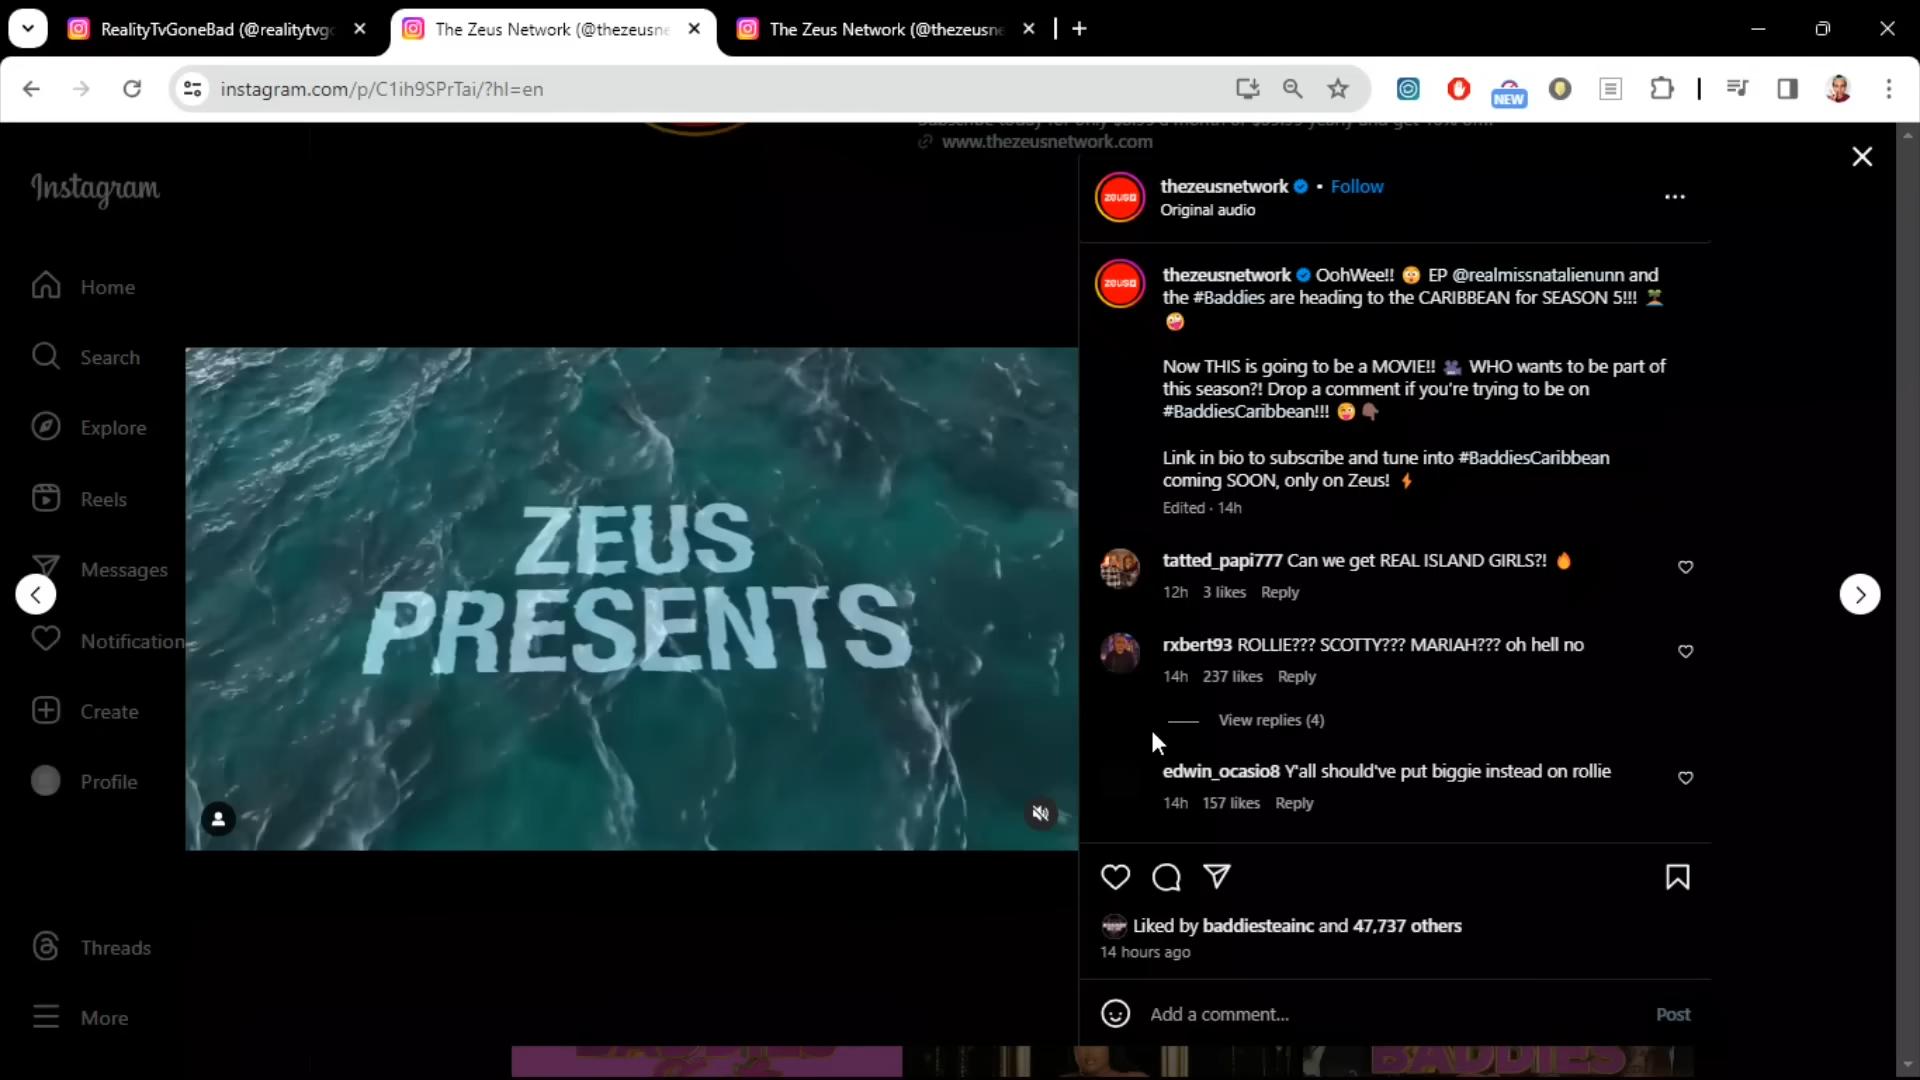 RealityTvGoneBad (@realitytvgo
The Zeus Network (@thezeusne
The Zeus Network (@thezeusne
instagram.com/p/C1ih9SPrTai/?hl=en
NEW
www.thezeusnetwork.com
Instagram
Home
Search
Explore
Reels
Messages
Notification
Create
Profile
Threads
More
ZEUS
PRESENTS
thezeusnetwork • Follow
Original audio
thezeusnetwork OohWee!! 😳 EP @realmissnatalienunn and
the #Baddies are heading to the CARIBBEAN for SEASON 5!!! 🏝️
🤪
Now THIS is going to be a MOVIE!! 🎥 WHO wants to be part of
this season?! Drop a comment if you're trying to be on
#BaddiesCaribbean!!! 😜👇🏾
Link in bio to subscribe and tune into #BaddiesCaribbean
coming SOON, only on Zeus! ⚡
Edited · 14h
tatted_papi777 Can we get REAL ISLAND GIRLS?! 🔥
12h 3 likes Reply
rxbert93 ROLLIE??? SCOTTY??? MARIAH??? oh hell no
14h 237 likes Reply
View replies (4)
edwin_ocasio8 Y'all should've put biggie instead on rollie
14h 157 likes Reply
Liked by baddiesteainc and 47,737 others
14 hours ago
Add a comment...
Post
BADDIES